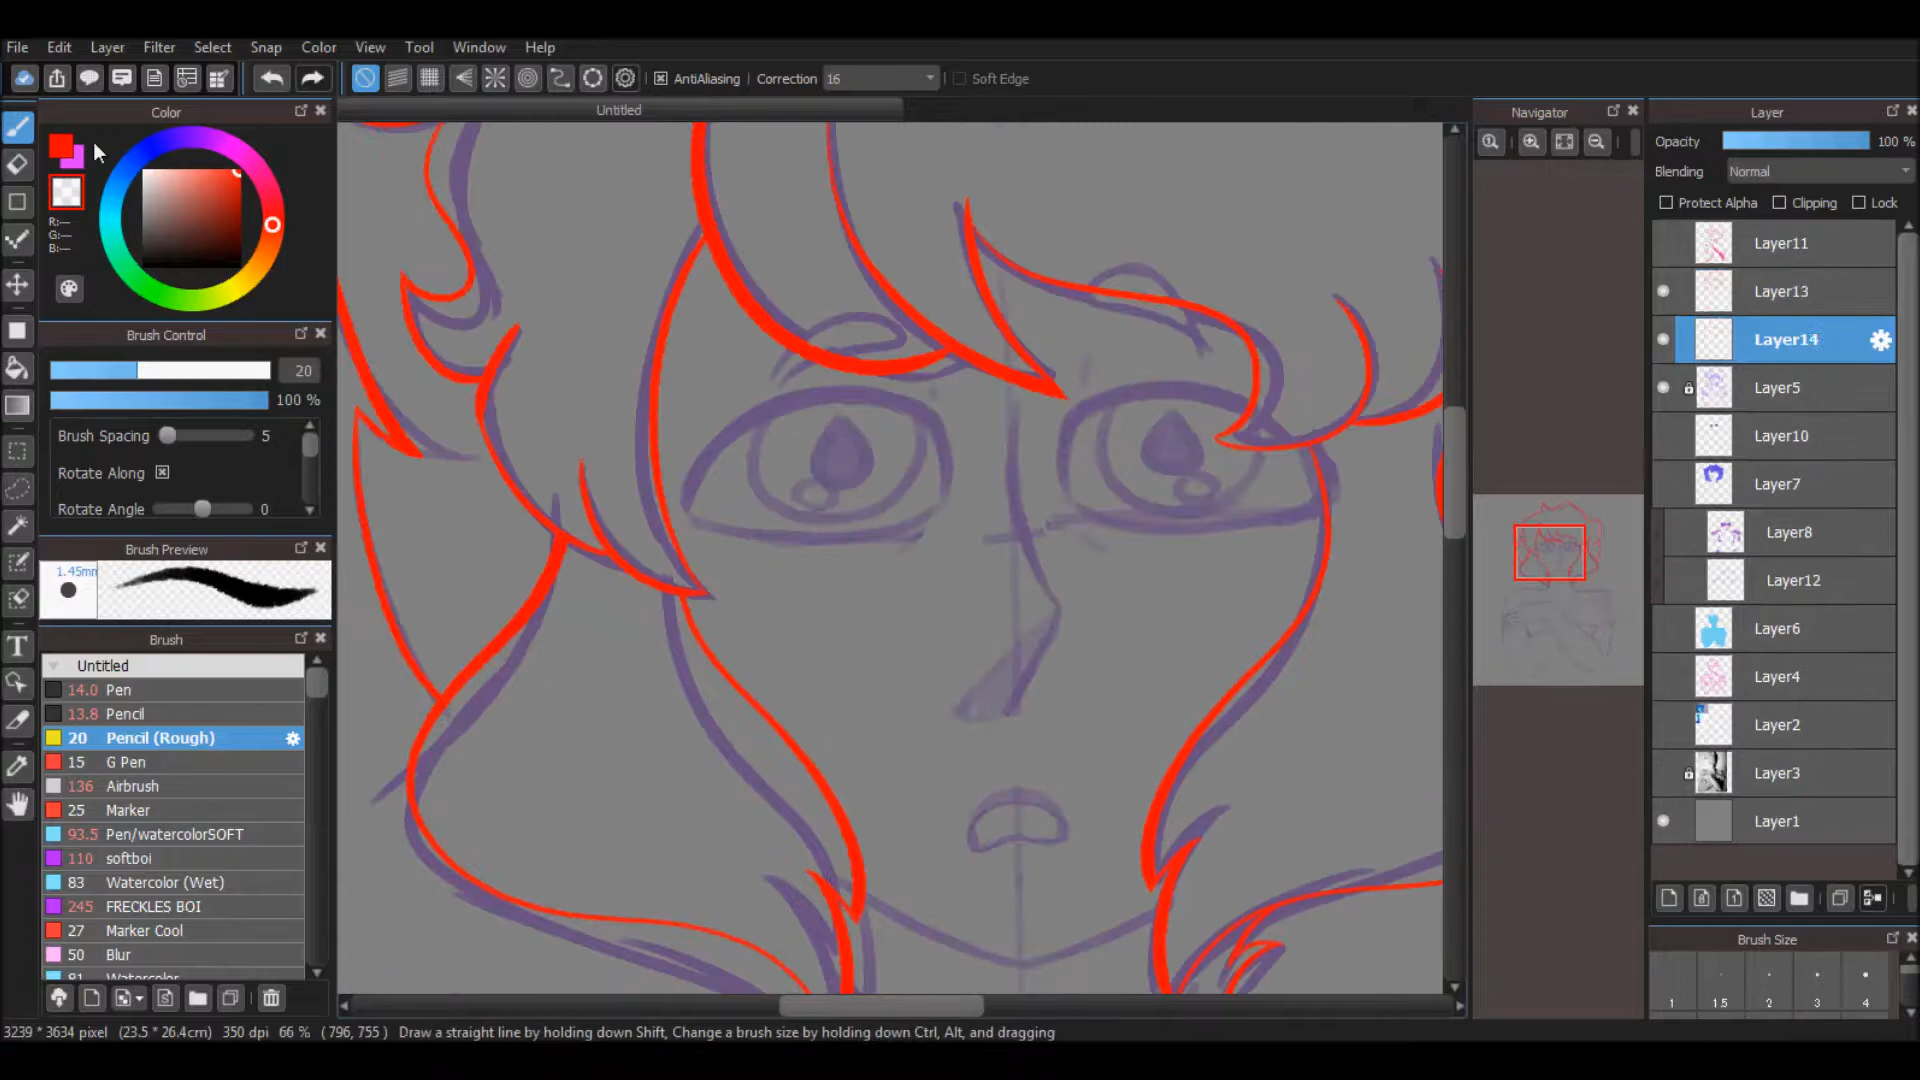 File Edit Layer Filter Select Snap Color View Tool Window Help
AntiAliasing Correction 16 Soft Edge
Color
Untitled
Navigator
Layer
R:---
G:---
B:---
Opacity 100 %
Blending Normal
Protect Alpha Clipping Lock
Brush Control
20
100 %
Brush Spacing 5
Rotate Along
Rotate Angle 0
Brush Preview
1.45mm
Brush
Untitled
14.0 Pen
13.8 Pencil
20 Pencil (Rough)
15 G Pen
136 Airbrush
25 Marker
93.5 Pen/watercolorSOFT
110 softboi
83 Watercolor (Wet)
245 FRECKLES BOI
27 Marker Cool
50 Blur
81 Watercolor
Layer11
Layer13
Layer14
Layer5
Layer10
Layer7
Layer8
Layer12
Layer6
Layer4
Layer2
Layer3
Layer1
Brush Size
1 1.5 2 3 4
3239 * 3634 pixel (23.5 * 26.4cm) 350 dpi 66 % ( 796, 755 ) Draw a straight line by holding down Shift, Change a brush size by holding down Ctrl, Alt, and dragging